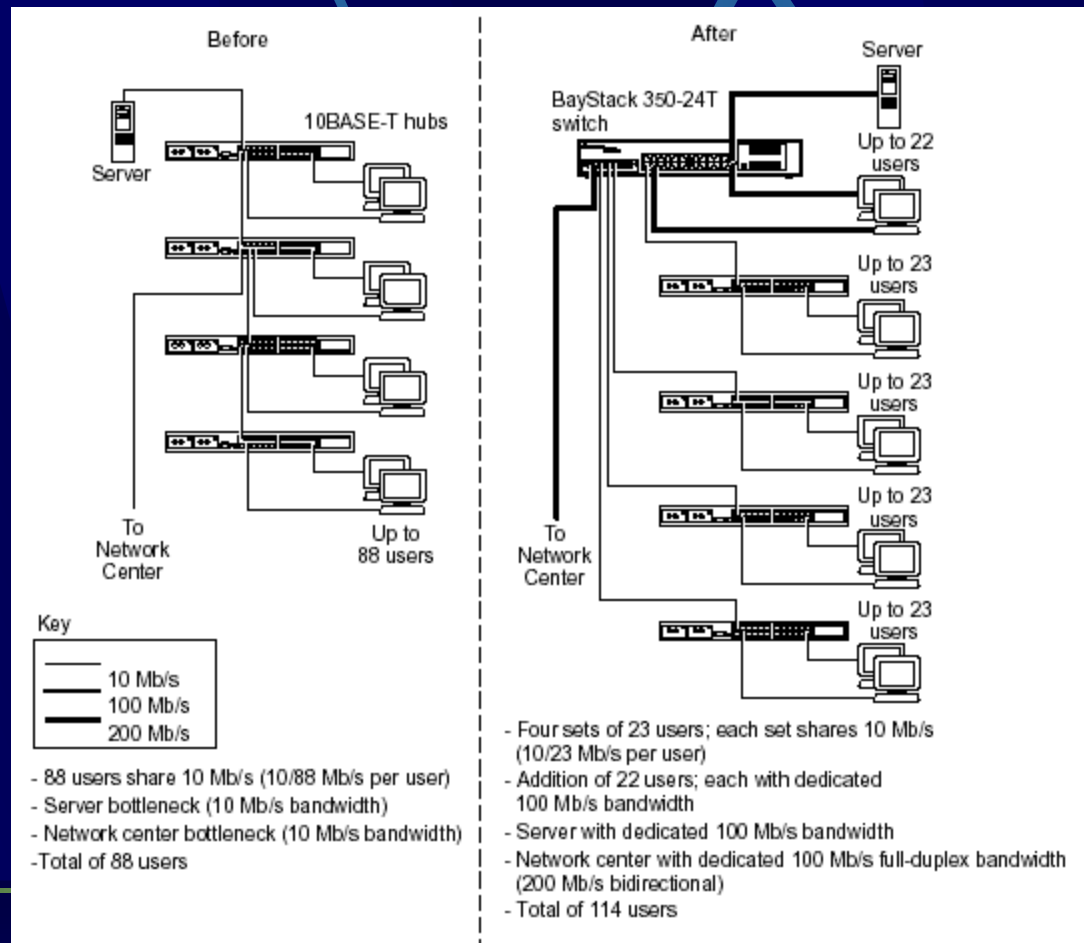 Before
Server
10BASE-T hubs
To
Network
Center
Up to
88 users
Key
10 Mb/s
100 Mb/s
200 Mb/s
- 88 users share 10 Mb/s (10/88 Mb/s per user)
- Server bottleneck (10 Mb/s bandwidth)
- Network center bottleneck (10 Mb/s bandwidth)
-Total of 88 users
After
Server
BayStack 350-24T
switch
Up to 22
users
Up to 23
users
Up to 23
users
Up to 23
users
Up to 23
users
To
Network
Center
- Four sets of 23 users; each set shares 10 Mb/s
(10/23 Mb/s per user)
- Addition of 22 users; each with dedicated
100 Mb/s bandwidth
- Server with dedicated 100 Mb/s bandwidth
- Network center with dedicated 100 Mb/s full-duplex bandwidth
(200 Mb/s bidirectional)
- Total of 114 users